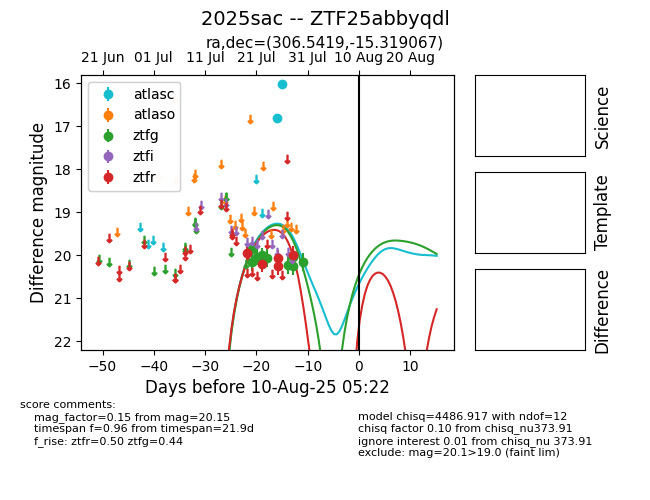 2025sac -- ZTF25abbyqdl
ra,dec=(306.5419,-15.319067)
21 Jun 01 Jul 11 Jul 21 Jul 31 Jul 10 Aug 20 Aug
16
17
18
19
20
21
22
Difference magnitude
atlasc
atlaso
ztfg
ztfi
ztfr
−50 −40 −30 −20 −10 0 10
Days before 10-Aug-25 05:22
Science
Template
Difference
score comments:
mag_factor=0.15 from mag=20.15
timespan f=0.96 from timespan=21.9d
f_rise: ztfr=0.50 ztfg=0.44
model chisq=4486.917 with ndof=12
chisq factor 0.10 from chisq_nu373.91
ignore interest 0.01 from chisq_nu 373.91
exclude: mag=20.1>19.0 (faint lim)